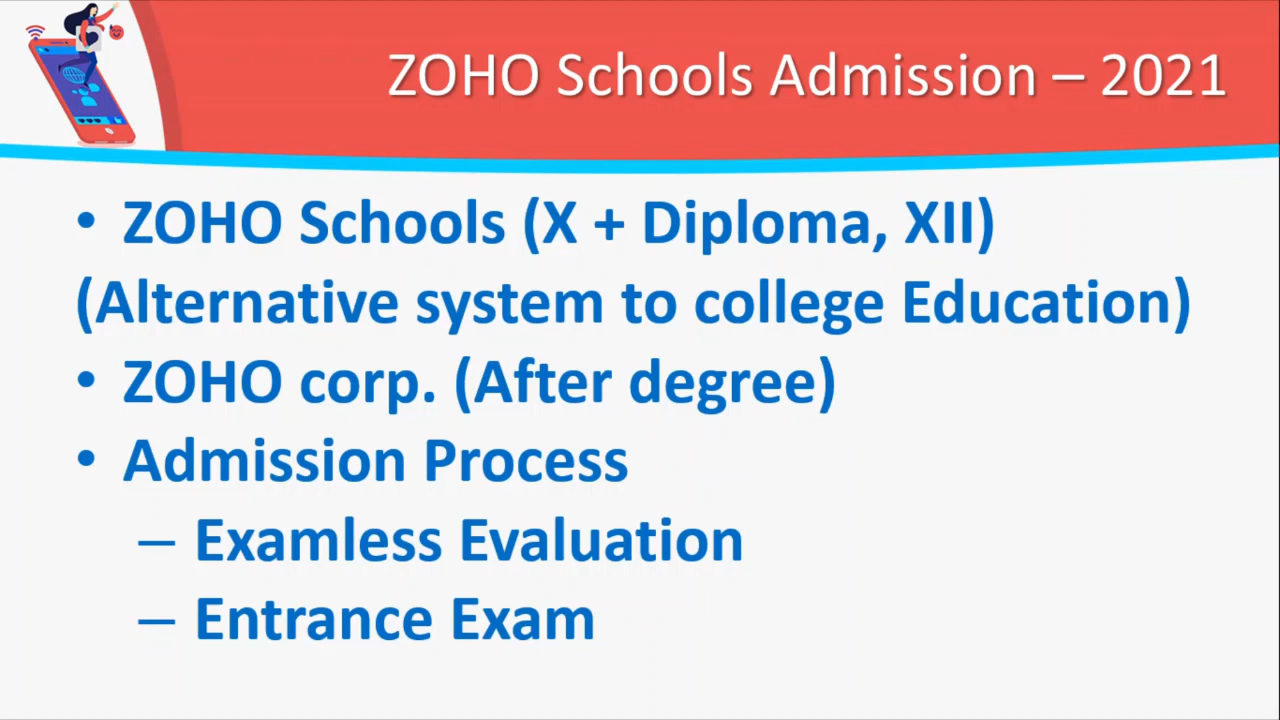 ZOHO Schools Admission – 2021
• ZOHO Schools (X + Diploma, XII)
(Alternative system to college Education)
• ZOHO corp. (After degree)
• Admission Process
– Examless Evaluation
– Entrance Exam